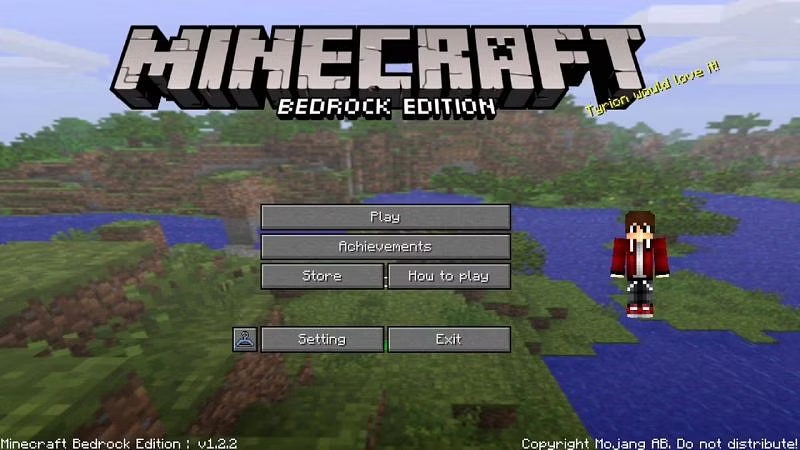 MINECRAFT
BEDROCK EDITION
Tyrion would love it!
Play
Achievements
Store
How to play
Setting
Exit
Minecraft Bedrock Edition : v1.2.2
Copyright Mojang AB. Do not distribute!